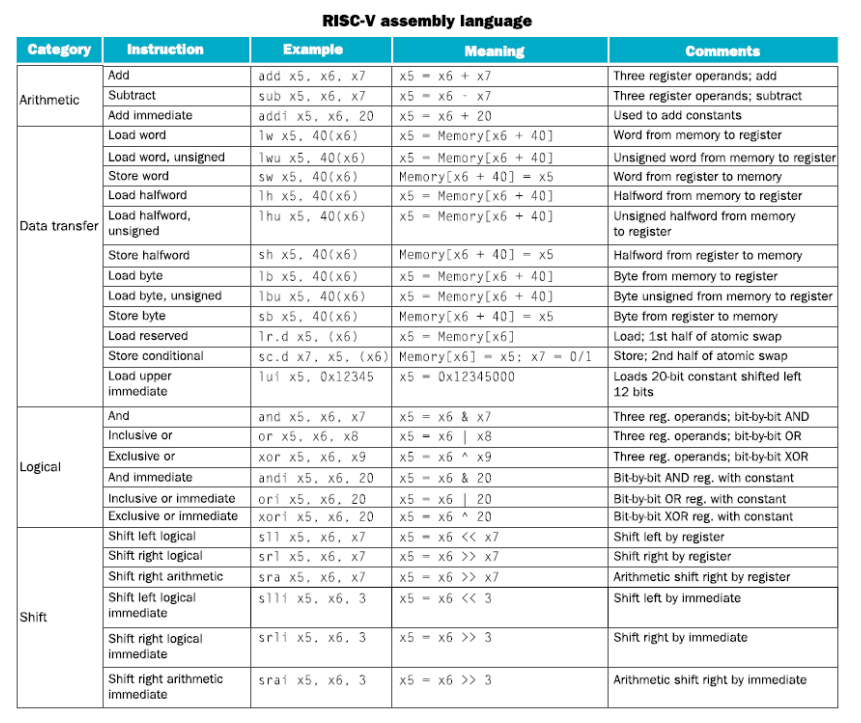 RISC-V assembly language
Category Instruction Example Meaning Comments
Arithmetic
Add add x5, x6, x7 x5 = x6 + x7 Three register operands; add
Subtract sub x5, x6, x7 x5 = x6 - x7 Three register operands; subtract
Add immediate addi x5, x6, 20 x5 = x6 + 20 Used to add constants
Data transfer
Load word lw x5, 40(x6) x5 = Memory[x6 + 40] Word from memory to register
Load word, unsigned lwu x5, 40(x6) x5 = Memory[x6 + 40] Unsigned word from memory to register
Store word sw x5, 40(x6) Memory[x6 + 40] = x5 Word from register to memory
Load halfword lh x5, 40(x6) x5 = Memory[x6 + 40] Halfword from memory to register
Load halfword, lhu x5, 40(x6) x5 = Memory[x6 + 40] Unsigned halfword from memory
unsigned to register
Store halfword sh x5, 40(x6) Memory[x6 + 40] = x5 Halfword from register to memory
Load byte lb x5, 40(x6) x5 = Memory[x6 + 40] Byte from memory to register
Load byte, unsigned lbu x5, 40(x6) x5 = Memory[x6 + 40] Byte unsigned from memory to register
Store byte sb x5, 40(x6) Memory[x6 + 40] = x5 Byte from register to memory
Load reserved lr.d x5, (x6) x5 = Memory[x6] Load; 1st half of atomic swap
Store conditional sc.d x7, x5, (x6) Memory[x6] = x5; x7 = 0/1 Store; 2nd half of atomic swap
Load upper lui x5, 0x12345 x5 = 0x12345000 Loads 20-bit constant shifted left
immediate 12 bits
Logical
And and x5, x6, x7 x5 = x6 & x7 Three reg. operands; bit-by-bit AND
Inclusive or or x5, x6, x8 x5 = x6 | x8 Three reg. operands; bit-by-bit OR
Exclusive or xor x5, x6, x9 x5 = x6 ^ x9 Three reg. operands; bit-by-bit XOR
And immediate andi x5, x6, 20 x5 = x6 & 20 Bit-by-bit AND reg. with constant
Inclusive or immediate ori x5, x6, 20 x5 = x6 | 20 Bit-by-bit OR reg. with constant
Exclusive or immediate xori x5, x6, 20 x5 = x6 ^ 20 Bit-by-bit XOR reg. with constant
Shift
Shift left logical sll x5, x6, x7 x5 = x6 << x7 Shift left by register
Shift right logical srl x5, x6, x7 x5 = x6 >> x7 Shift right by register
Shift right arithmetic sra x5, x6, x7 x5 = x6 >> x7 Arithmetic shift right by register
Shift left logical slli x5, x6, 3 x5 = x6 << 3 Shift left by immediate
immediate
Shift right logical srli x5, x6, 3 x5 = x6 >> 3 Shift right by immediate
immediate
Shift right arithmetic srai x5, x6, 3 x5 = x6 >> 3 Arithmetic shift right by immediate
immediate